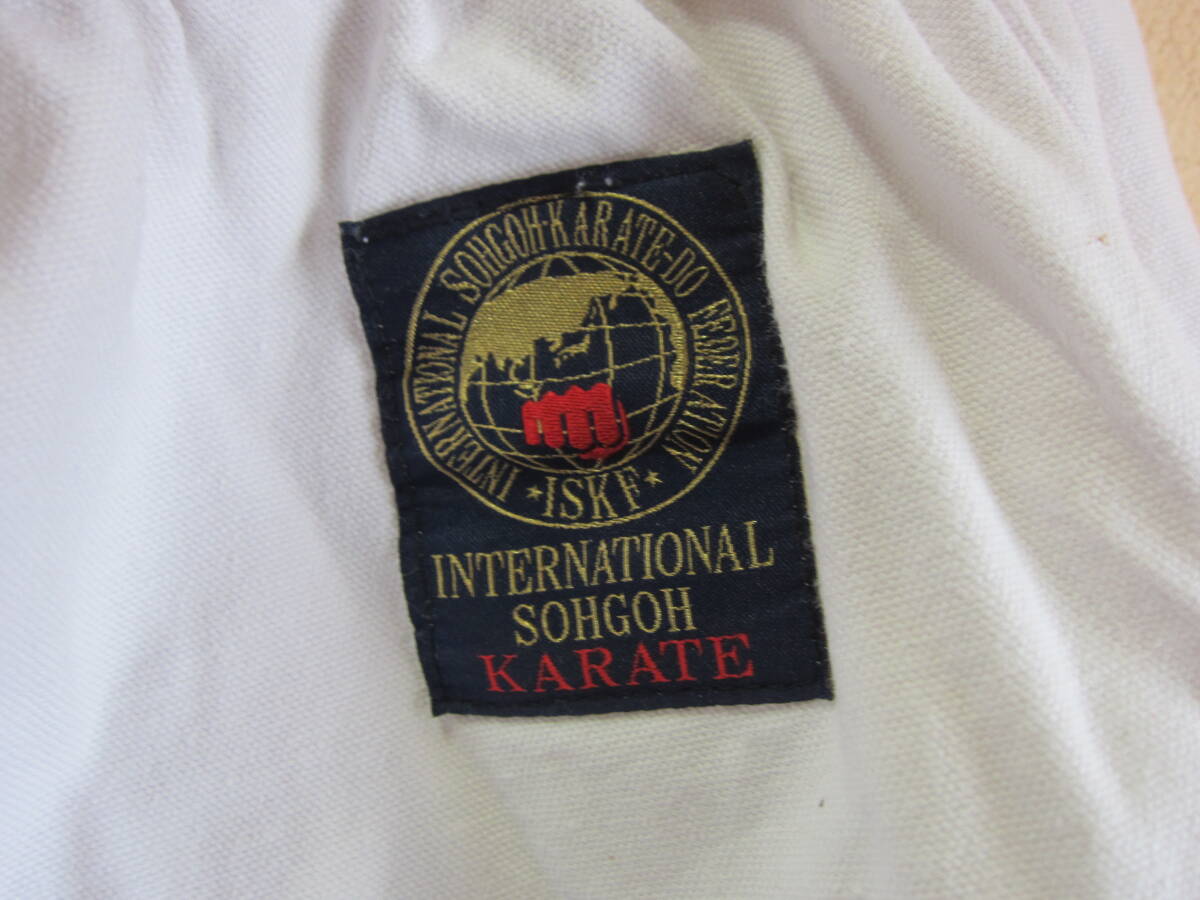 INTERNATIONAL SOHGOH-KARATE-DO FEDERATION
*ISKF*
INTERNATIONAL
SOHGOH
KARATE